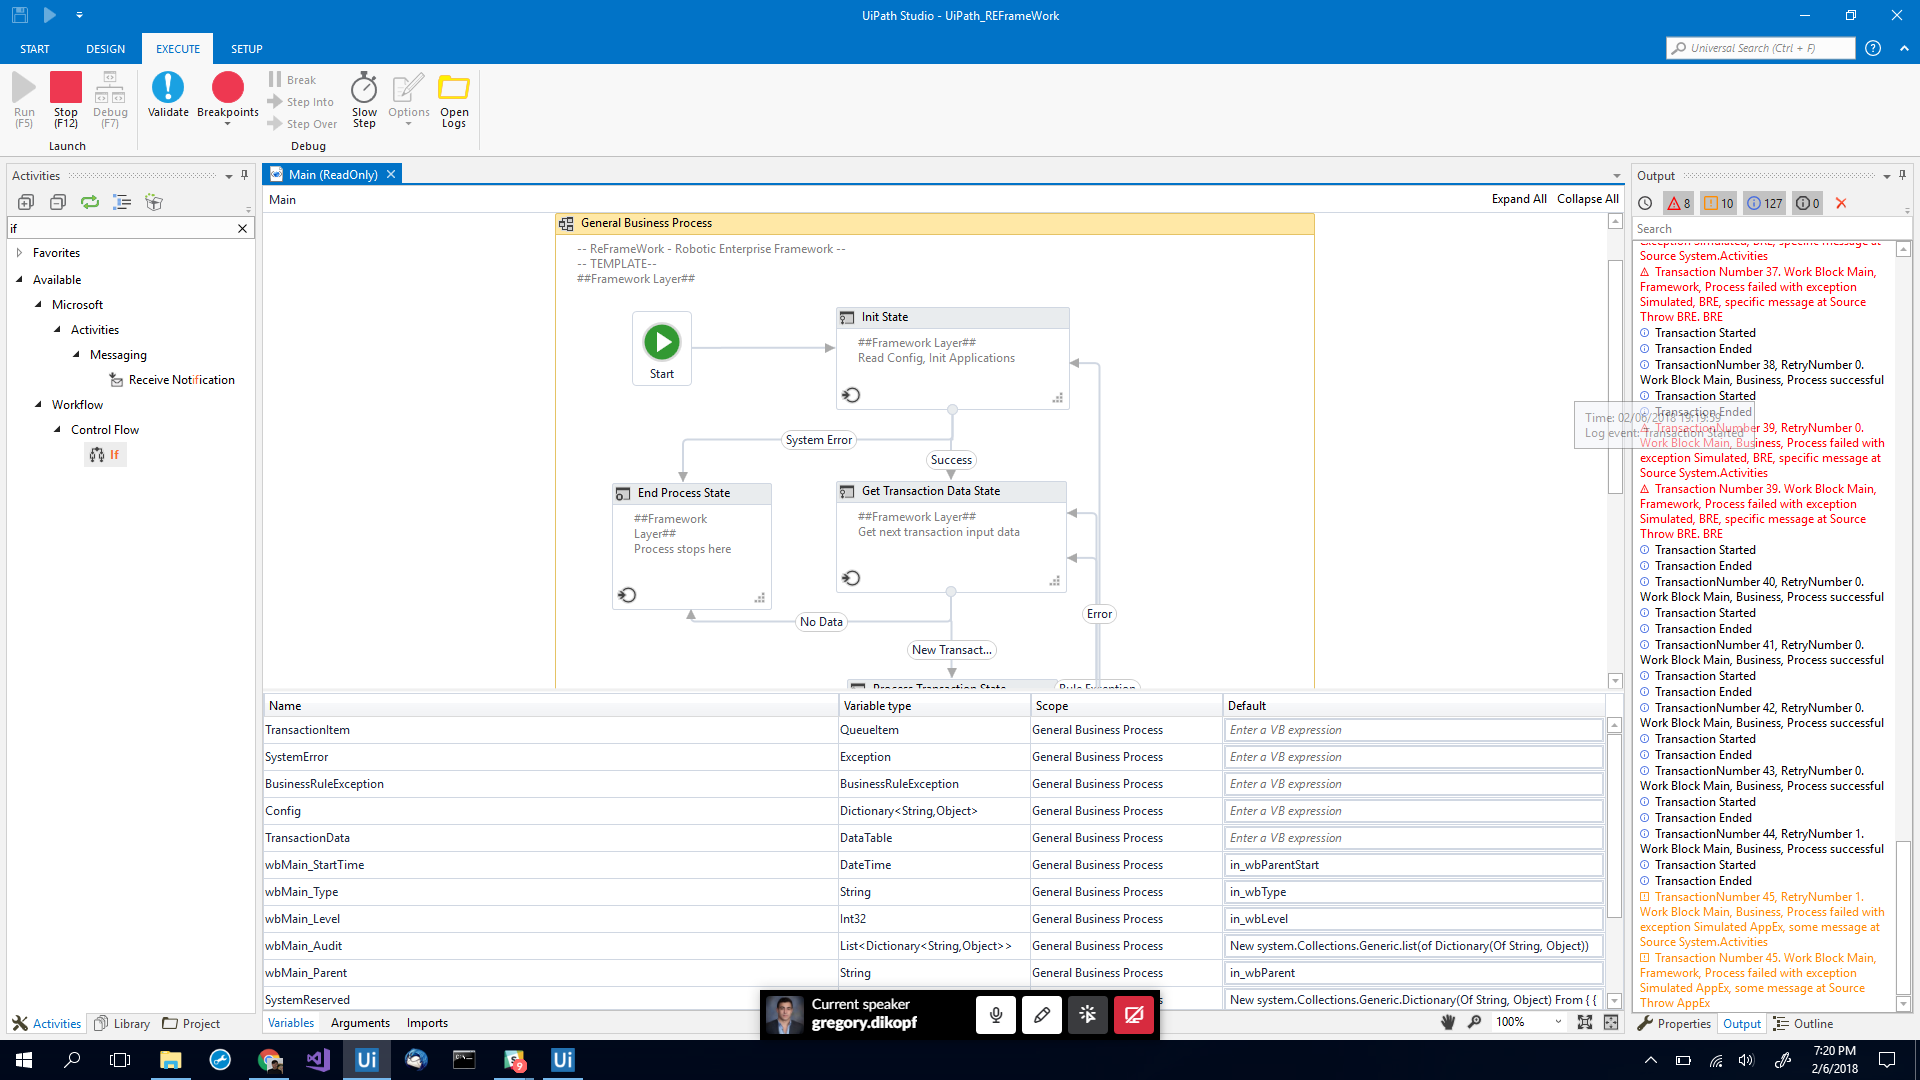 UiPath Studio - UiPath_REFrameWork
START DESIGN EXECUTE SETUP
Universal Search (Ctrl + F)
Run (F5)
Stop (F12)
Debug (F7)
Launch
Validate
Breakpoints
Break
Step Into
Step Over
Slow Step
Options
Open Logs
Debug
Activities
if
Favorites
Available
Microsoft
Activities
Messaging
Receive Notification
Workflow
Control Flow
If
Activities Library Project
Main (ReadOnly)
Main
Expand All Collapse All
General Business Process
-- ReFrameWork - Robotic Enterprise Framework --
-- TEMPLATE--
##Framework Layer##
Start
Init State
##Framework Layer##
Read Config, Init Applications
System Error
Success
End Process State
##Framework
Layer##
Process stops here
Get Transaction Data State
##Framework Layer##
Get next transaction input data
No Data
Error
New Transact...
Process Transaction State
Rule Exception
Name Variable type Scope Default
TransactionItem QueueItem General Business Process Enter a VB expression
SystemError Exception General Business Process Enter a VB expression
BusinessRuleException BusinessRuleException General Business Process Enter a VB expression
Config Dictionary<String,Object> General Business Process Enter a VB expression
TransactionData DataTable General Business Process Enter a VB expression
wbMain_StartTime DateTime General Business Process in_wbParentStart
wbMain_Type String General Business Process in_wbType
wbMain_Level Int32 General Business Process in_wbLevel
wbMain_Audit List<Dictionary<String,Object>> General Business Process New system.Collections.Generic.list(of Dictionary(Of String, Object))
wbMain_Parent String General Business Process in_wbParent
SystemReserved New system.Collections.Generic.Dictionary(Of String, Object) From { {
Variables Arguments Imports
100%
Current speaker
gregory.dikopf
Output
8 10 127 0
Search
exception Simulated, BRE, specific message at
Source System.Activities
Transaction Number 37. Work Block Main,
Framework, Process failed with exception
Simulated, BRE, specific message at Source
Throw BRE. BRE
Transaction Started
Transaction Ended
TransactionNumber 38, RetryNumber 0.
Work Block Main, Business, Process successful
Transaction Started
Transaction Ended
Time: 02/06/2018 19:19:59
Log event: Transaction Started
TransactionNumber 39, RetryNumber 0.
Work Block Main, Business, Process failed with
exception Simulated, BRE, specific message at
Source System.Activities
Transaction Number 39. Work Block Main,
Framework, Process failed with exception
Simulated, BRE, specific message at Source
Throw BRE. BRE
Transaction Started
Transaction Ended
TransactionNumber 40, RetryNumber 0.
Work Block Main, Business, Process successful
Transaction Started
Transaction Ended
TransactionNumber 41, RetryNumber 0.
Work Block Main, Business, Process successful
Transaction Started
Transaction Ended
TransactionNumber 42, RetryNumber 0.
Work Block Main, Business, Process successful
Transaction Started
Transaction Ended
TransactionNumber 43, RetryNumber 0.
Work Block Main, Business, Process successful
Transaction Started
Transaction Ended
TransactionNumber 44, RetryNumber 1.
Work Block Main, Business, Process successful
Transaction Started
Transaction Ended
TransactionNumber 45, RetryNumber 1.
Work Block Main, Business, Process failed with
exception Simulated AppEx, some message at
Source System.Activities
Transaction Number 45. Work Block Main,
Framework, Process failed with exception
Simulated AppEx, some message at Source
Throw AppEx
Properties Output Outline
Ui
9
Ui
7:20 PM
2/6/2018